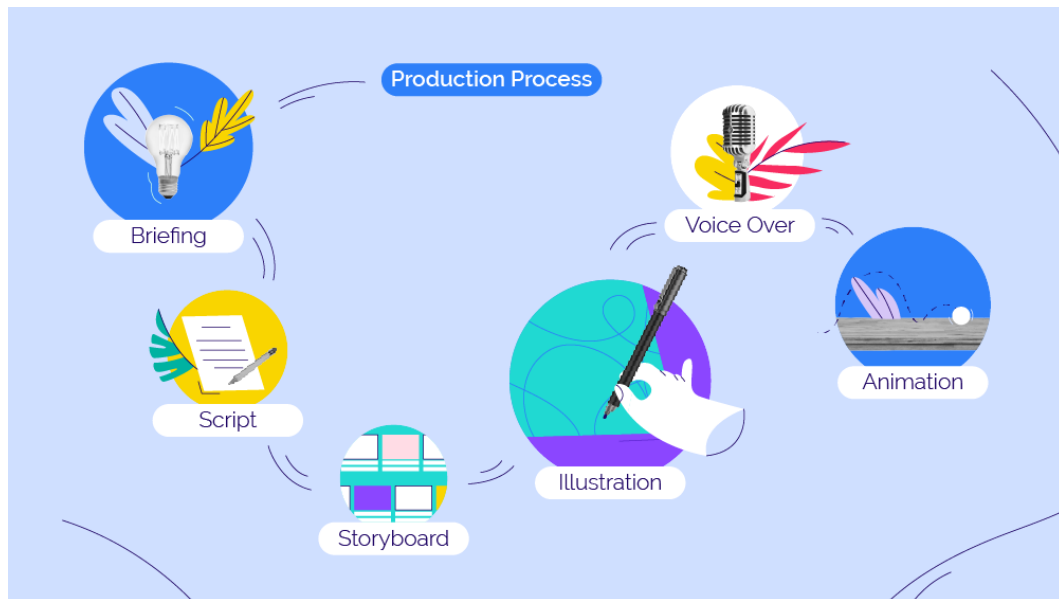 Production Process
Briefing
Script
Storyboard
Illustration
Voice Over
Animation